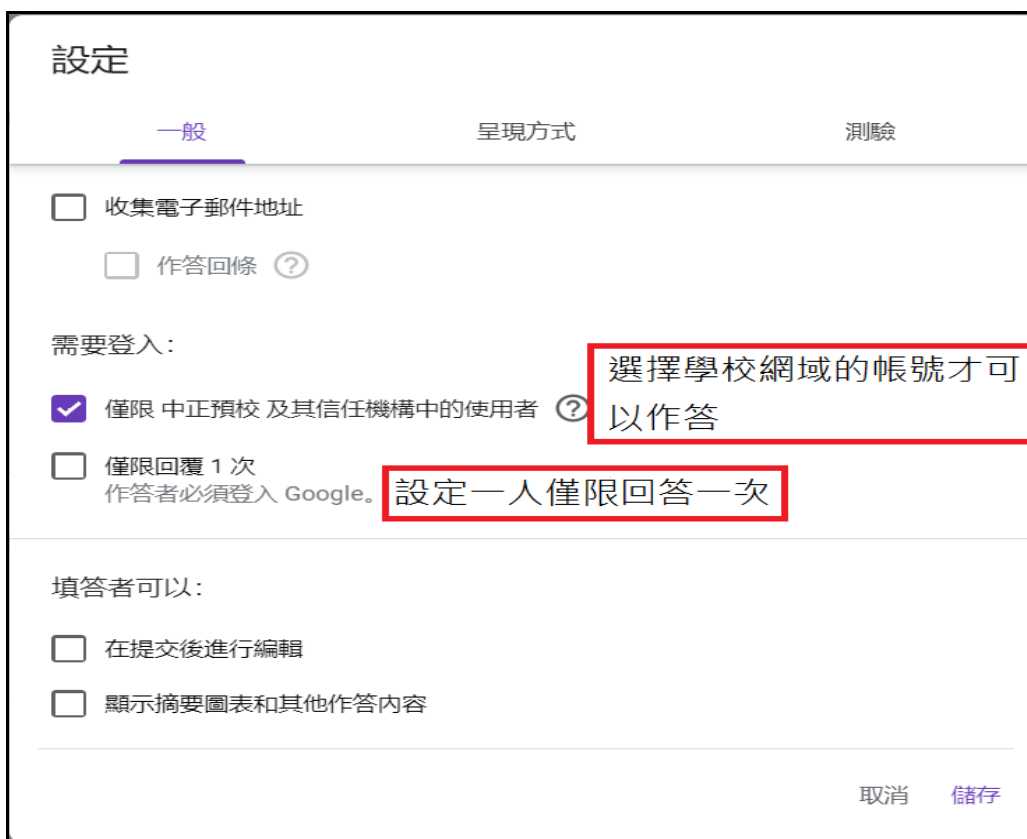 設定
一般 呈現方式 測驗
收集電子郵件地址
作答回條 ?
需要登入：
選擇學校網域的帳號才可
以作答
僅限 中正預校 及其信任機構中的使用者 ?
僅限回覆 1 次
作答者必須登入 Google。
設定一人僅限回答一次
填答者可以：
在提交後進行編輯
顯示摘要圖表和其他作答內容
取消 儲存